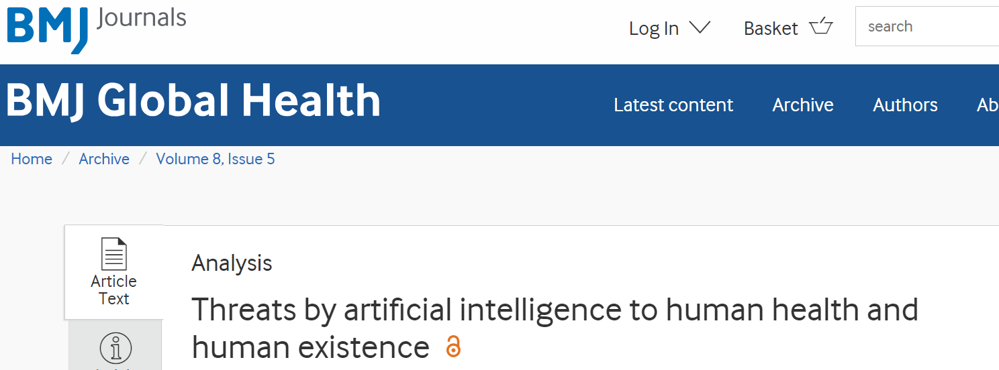 BMJ Journals
Log In
Basket
search
BMJ Global Health
Latest content
Archive
Authors
Ab
Home / Archive / Volume 8, Issue 5
Article
Text
Analysis
Threats by artificial intelligence to human health and
human existence